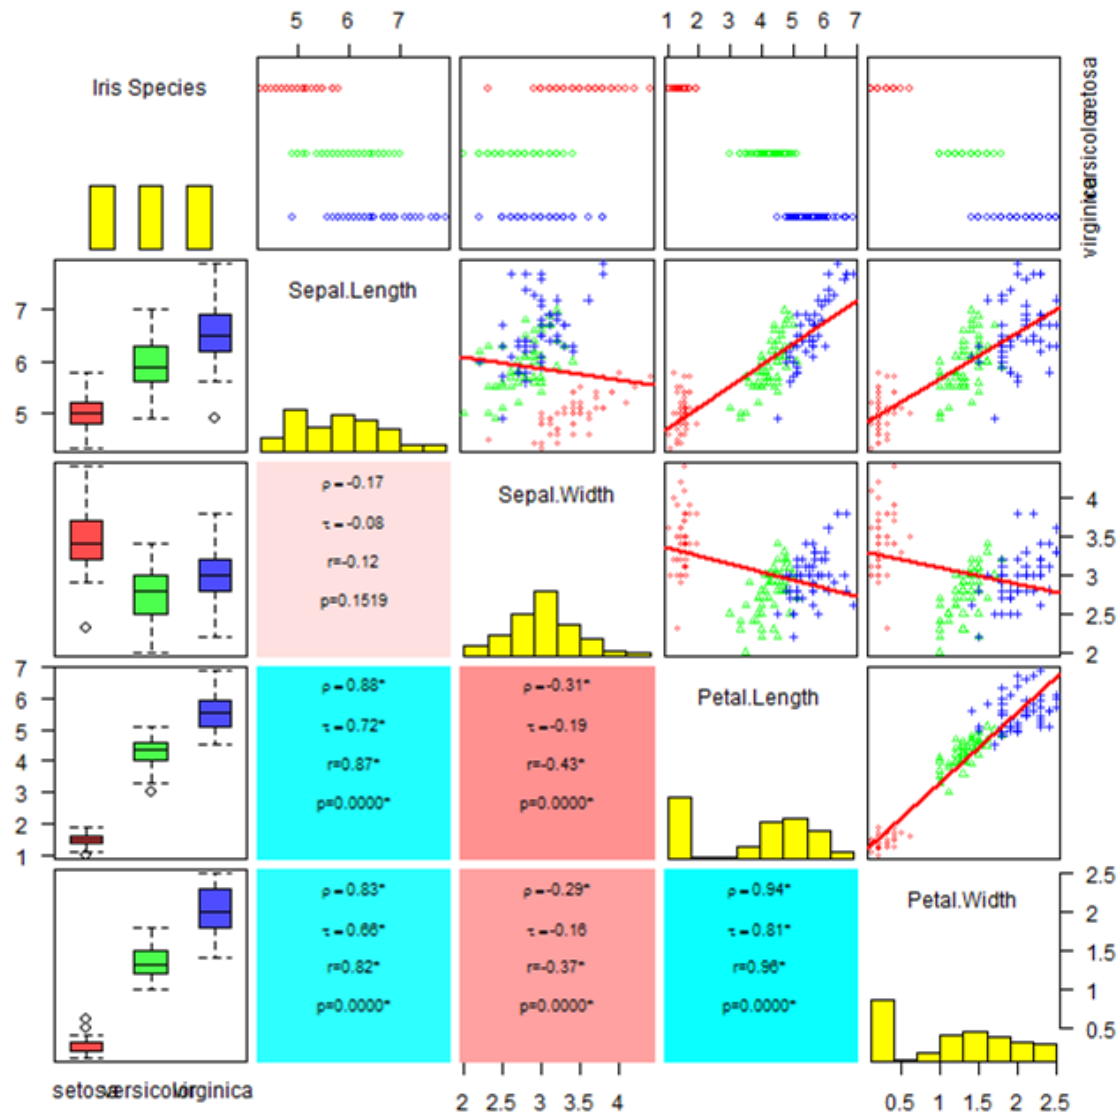 5 6 7
1 2 3 4 5 6 7
Iris Species
setosa
versicolor
virginica
Sepal.Length
7
6
5
ρ=-0.17
τ=-0.08
r=-0.12
p=0.1519
Sepal.Width
4
3.5
3
2.5
2
7
6
5
4
3
2
1
ρ=0.88*
τ=0.72*
r=0.87*
p=0.0000*
ρ=-0.31*
τ=-0.19
r=-0.43*
p=0.0000*
Petal.Length
ρ=0.83*
τ=0.66*
r=0.82*
p=0.0000*
ρ=-0.29*
τ=-0.16
r=-0.37*
p=0.0000*
ρ=0.94*
τ=0.81*
r=0.96*
p=0.0000*
Petal.Width
2.5
2
1.5
1
0.5
setosa versicolor virginica
2 2.5 3 3.5 4
0.5 1 1.5 2 2.5